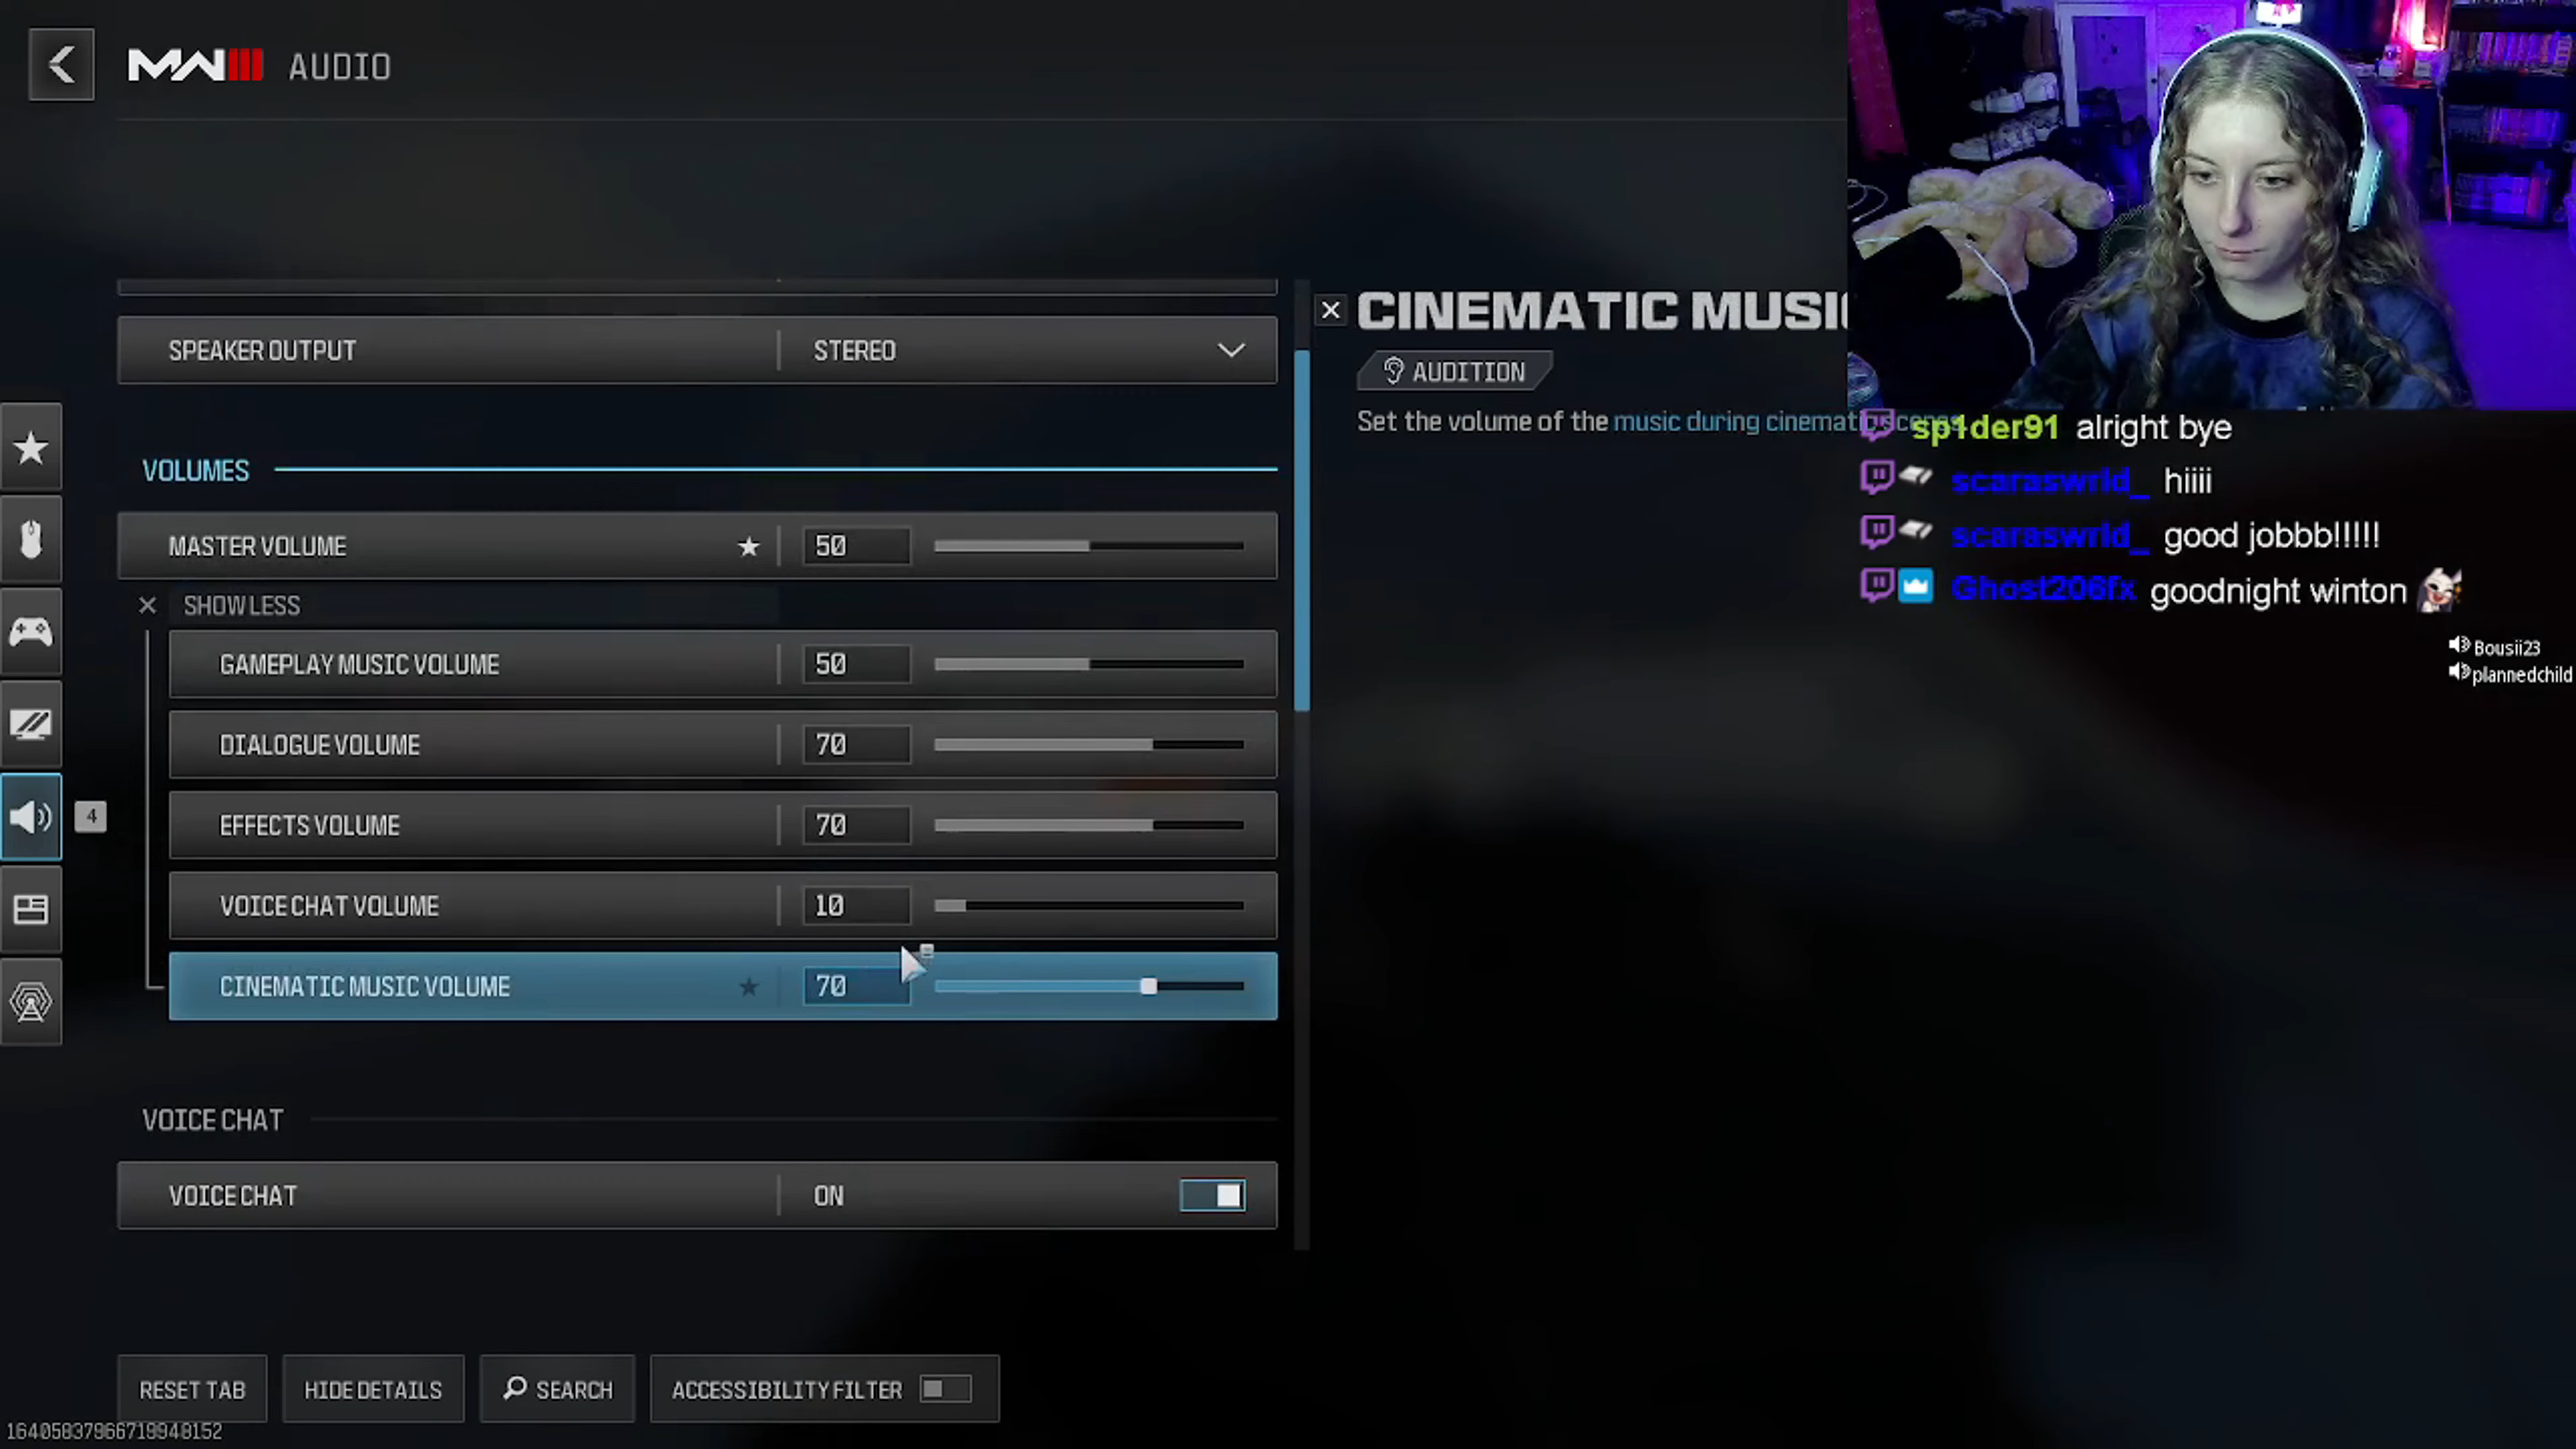 MWIII AUDIO
SPEAKER OUTPUT STEREO
VOLUMES
MASTER VOLUME 50
SHOW LESS
GAMEPLAY MUSIC VOLUME 50
DIALOGUE VOLUME 70
EFFECTS VOLUME 70
4
VOICE CHAT VOLUME 10
CINEMATIC MUSIC VOLUME 70
VOICE CHAT
VOICE CHAT ON
RESET TAB HIDE DETAILS SEARCH ACCESSIBILITY FILTER
16405837966719948152
CINEMATIC MUSI
AUDITION
Set the volume of the music during cinematic scenes
sp1der91 alright bye
scaraswrld_ hiiii
scaraswrld_ good jobbb!!!!!
Ghost206fx goodnight winton
Bousii23
plannedchild